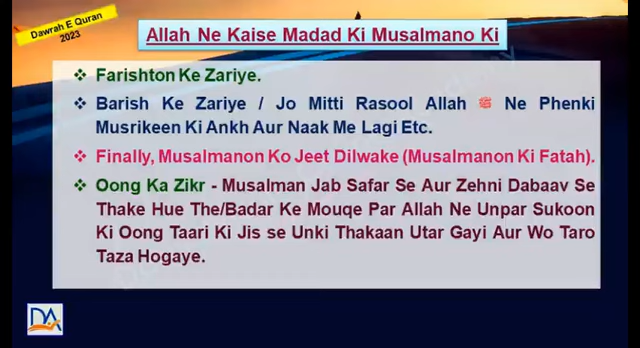 Dawrah E Quran
2023
Allah Ne Kaise Madad Ki Musalmano Ki
❖ Farishton Ke Zariye.
❖ Barish Ke Zariye / Jo Mitti Rasool Allah ﷺ Ne Phenki
Musrikeen Ki Ankh Aur Naak Me Lagi Etc.
❖ Finally, Musalmanon Ko Jeet Dilwake (Musalmanon Ki Fatah).
❖ Oong Ka Zikr - Musalman Jab Safar Se Aur Zehni Dabaav Se
Thake Hue The/Badar Ke Mouqe Par Allah Ne Unpar Sukoon
Ki Oong Taari Ki Jis se Unki Thakaan Utar Gayi Aur Wo Taro
Taza Hogaye.
DA